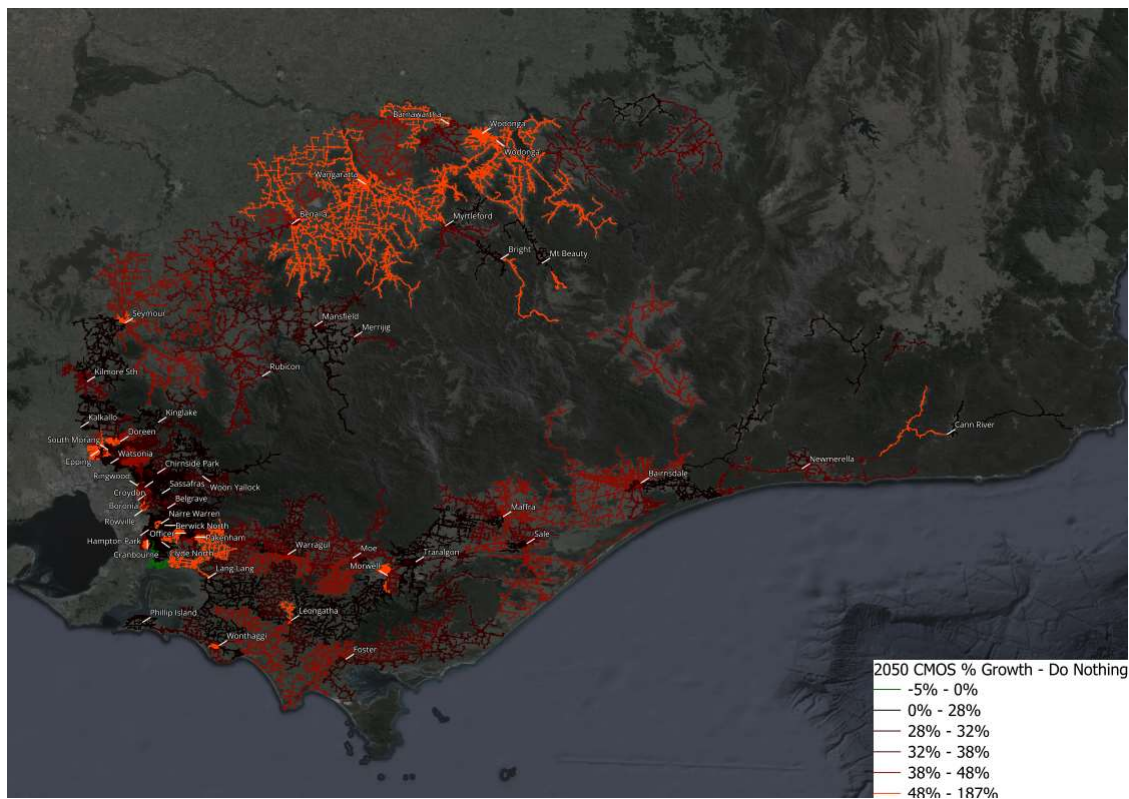 Barnawartha
Wodonga
Wodonga
Wangaratta
Benalla
Myrtleford
Bright
Mt Beauty
Seymour
Mansfield
Merrijig
Kilmore Sth
Rubicon
Kalkallo
Kinglake
Cann River
Doreen
South Morang
Epping
Watsonia
Newmerella
Chirnside Park
Ringwood
Sassafras
Woori Yallock
Bairnsdale
Croydon
Belgrave
Boronia
Narre Warren
Maffra
Rowville
Berwick North
Officer
Pakenham
Sale
Hampton Park
Clyde North
Cranbourne
Warragul
Moe
Traralgon
Lang Lang
Morwell
Phillip Island
Leongatha
Wonthaggi
Foster
2050 CMOS % Growth - Do Nothing
-5% - 0%
0% - 28%
28% - 32%
32% - 38%
38% - 48%
48% - 187%